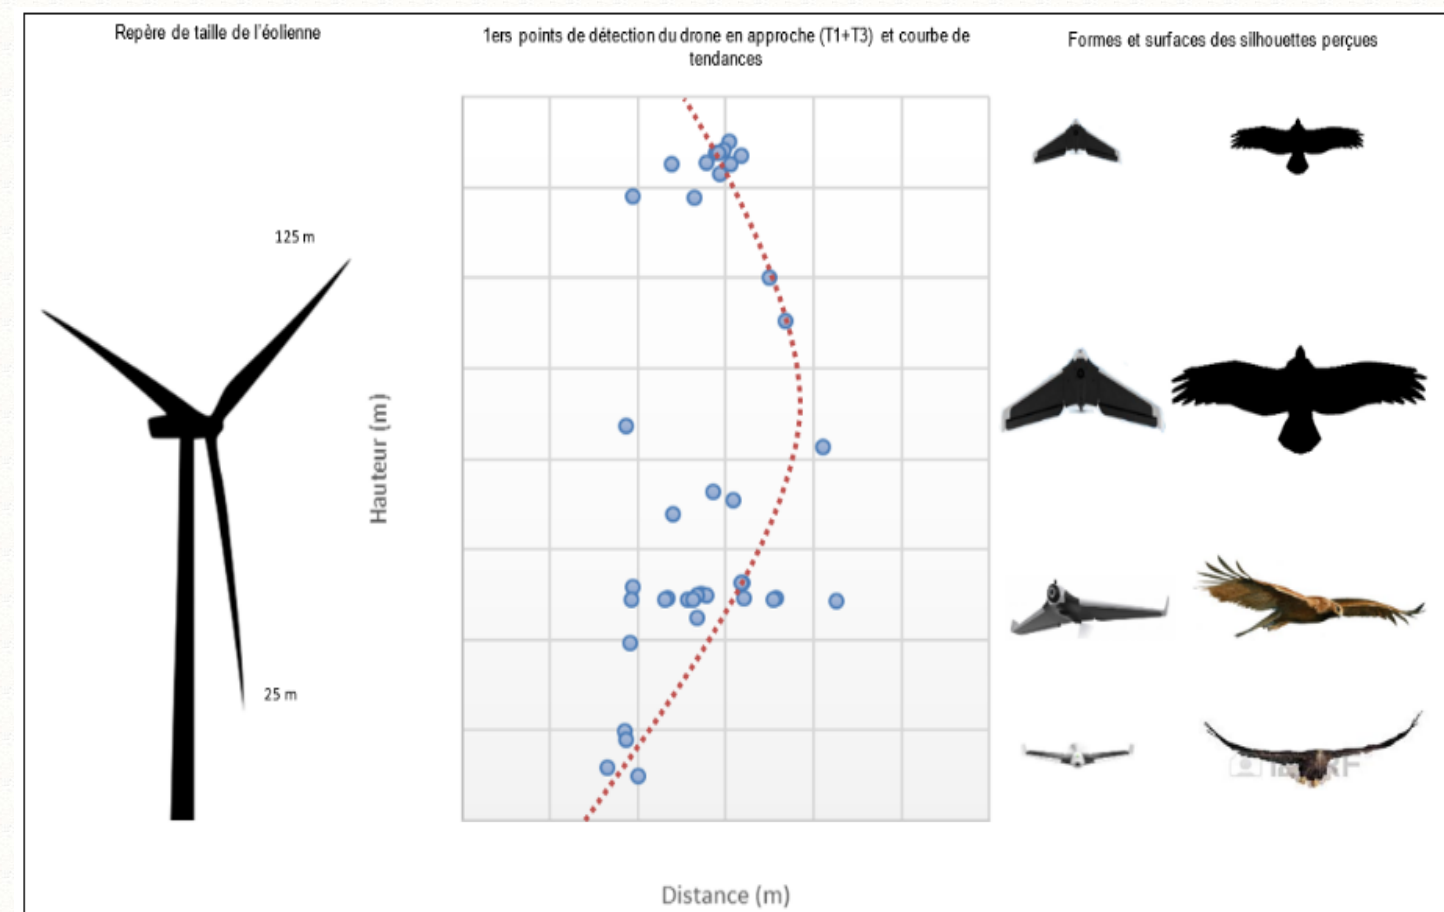 Repère de taille de l'éolienne
1ers points de détection du drone en approche (T1+T3) et courbe de
tendances
Formes et surfaces des silhouettes perçues
125 m
Hauteur (m)
25 m
Distance (m)